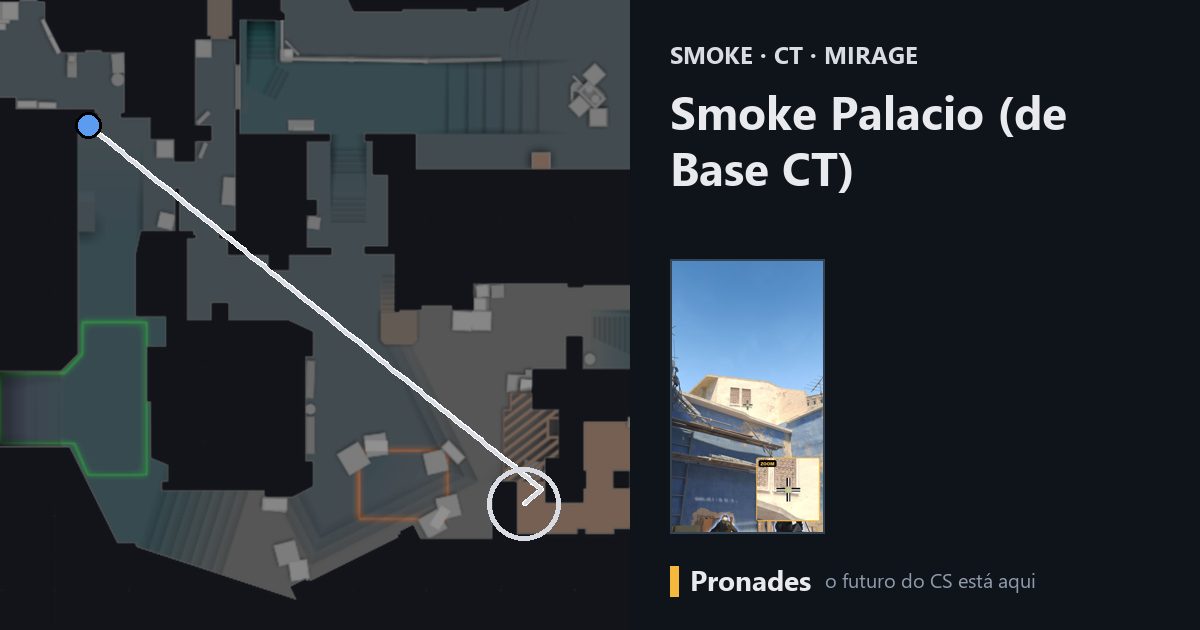 SMOKE · CT · MIRAGE
Smoke Palacio (de
Base CT)
ZOOM
Pronades o futuro do CS está aqui